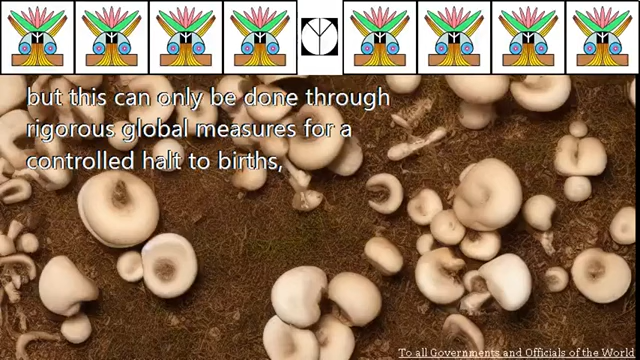 but this can only be done through
rigorous global measures for a
controlled halt to births,
To all Governments and Officials of the World